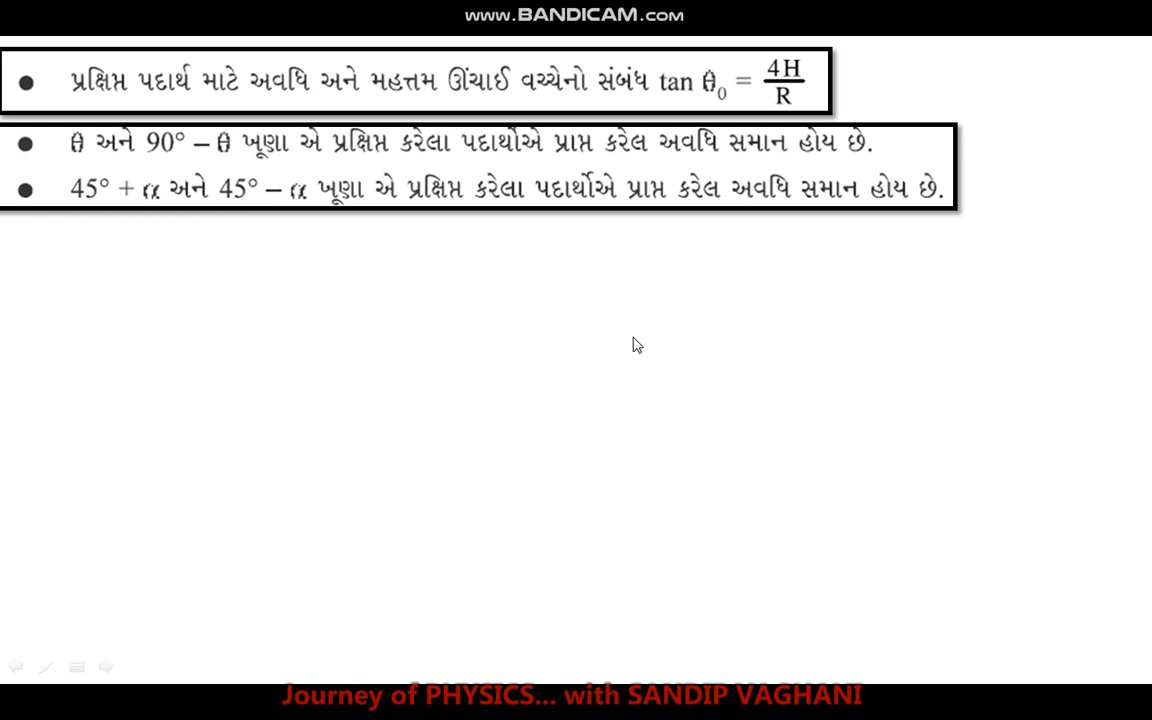 www.BANDICAM.com
● પ્રક્ષિપ્ત પદાર્થ માટે અવધિ અને મહત્તમ ઊંચાઈ વચ્ચેનો સંબંધ tan θ₀ = 4H/R
● θ અને 90° – θ ખૂણા એ પ્રક્ષિપ્ત કરેલા પદાર્થોએ પ્રાપ્ત કરેલ અવધિ સમાન હોય છે.
● 45° + α અને 45° – α ખૂણા એ પ્રક્ષિપ્ત કરેલા પદાર્થોએ પ્રાપ્ત કરેલ અવધિ સમાન હોય છે.
Journey of PHYSICS... with SANDIP VAGHANI